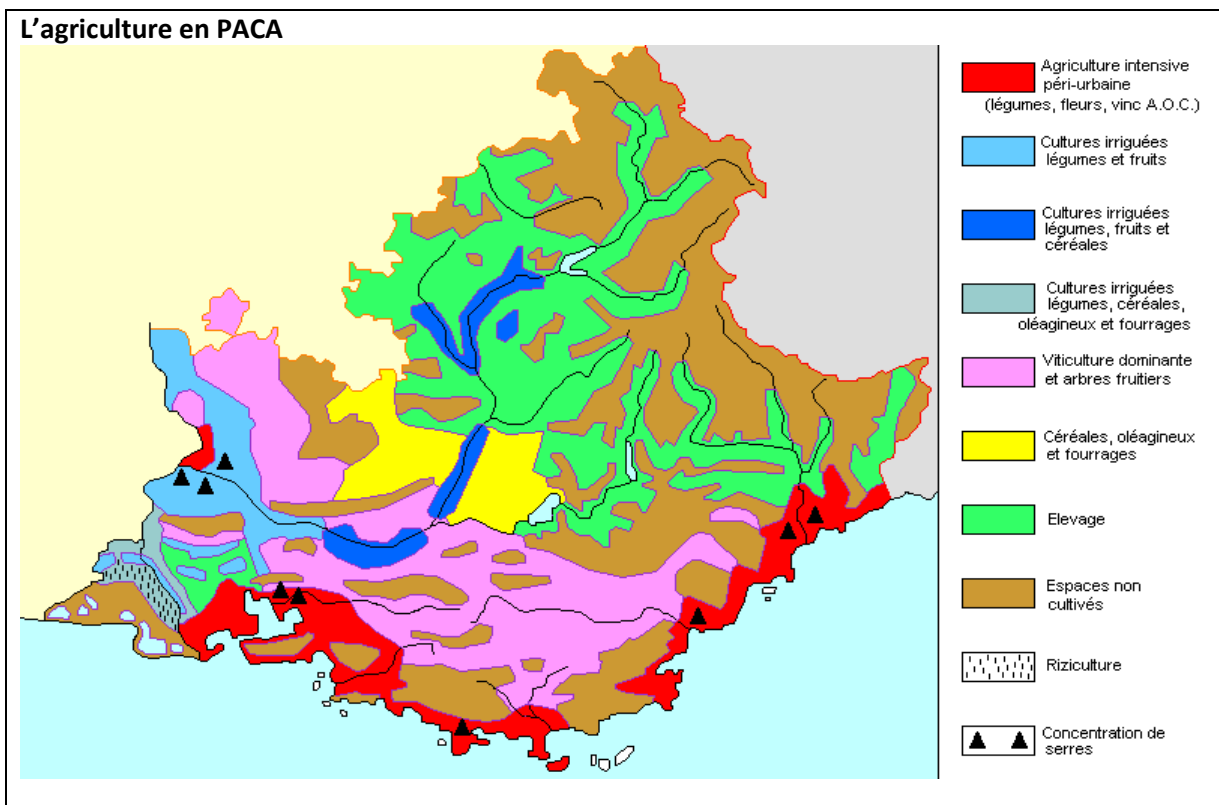 L'agriculture en PACA
Agriculture intensive
péri-urbaine
(légumes, fleurs, vinc A.O.C.)
Cultures irriguées
légumes et fruits
Cultures irriguées
légumes, fruits et
céréales
Cultures irriguées
légumes, céréales,
oléagineux et fourrages
Viticulture dominante
et arbres fruitiers
Céréales, oléagineux
et fourrages
Elevage
Espaces non
cultivés
Riziculture
Concentration de
serres